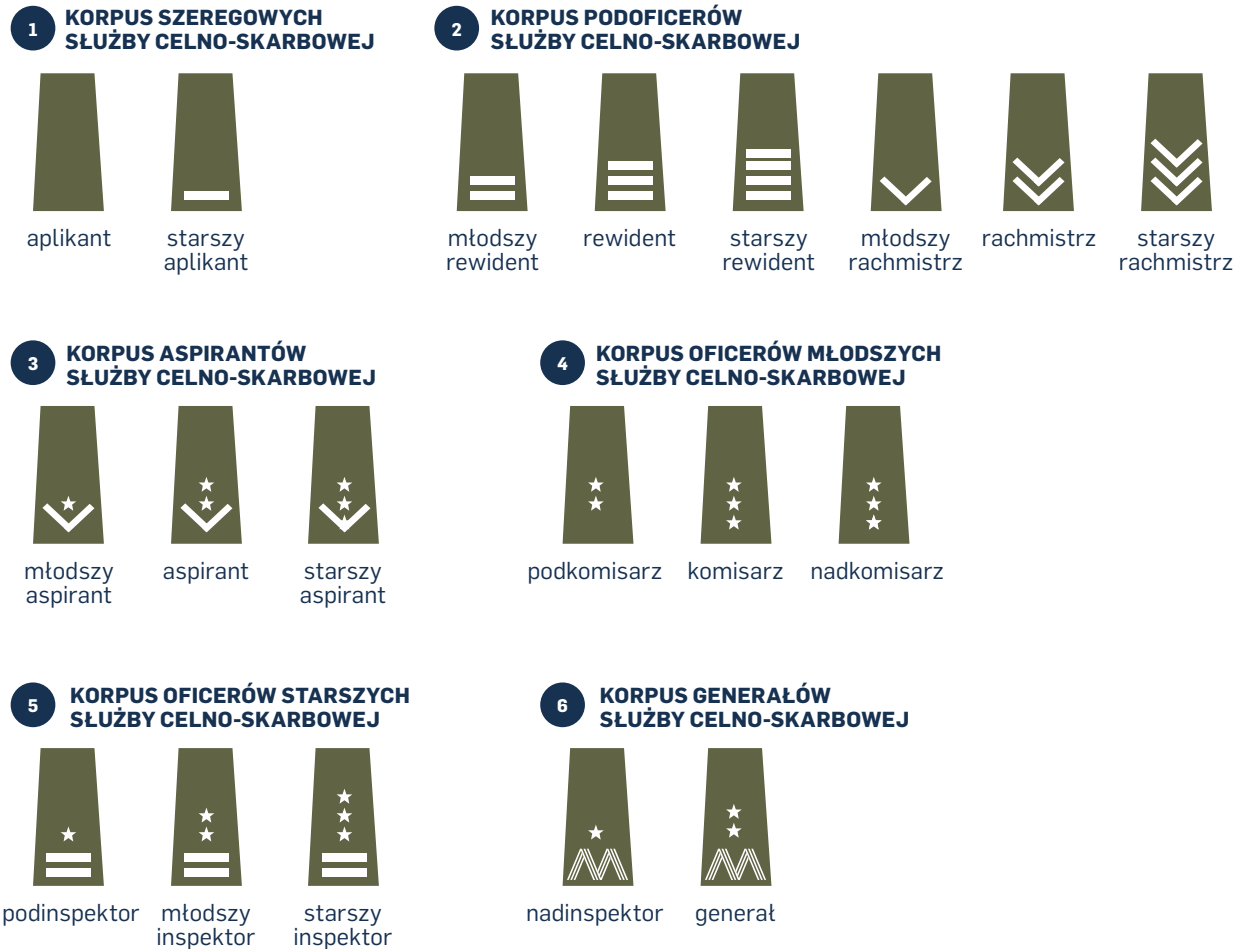 1
KORPUS SZEREGOWYCH
SŁUŻBY CELNO-SKARBOWEJ
aplikant
starszy
aplikant
2
KORPUS PODOFICERÓW
SŁUŻBY CELNO-SKARBOWEJ
młodszy
rewident
rewident
starszy
rewident
młodszy
rachmistrz
rachmistrz
starszy
rachmistrz
3
KORPUS ASPIRANTÓW
SŁUŻBY CELNO-SKARBOWEJ
młodszy
aspirant
aspirant
starszy
aspirant
4
KORPUS OFICERÓW MŁODSZYCH
SŁUŻBY CELNO-SKARBOWEJ
podkomisarz
komisarz
nadkomisarz
5
KORPUS OFICERÓW STARSZYCH
SŁUŻBY CELNO-SKARBOWEJ
podinspektor
młodszy
inspektor
starszy
inspektor
6
KORPUS GENERAŁÓW
SŁUŻBY CELNO-SKARBOWEJ
nadinspektor
generał